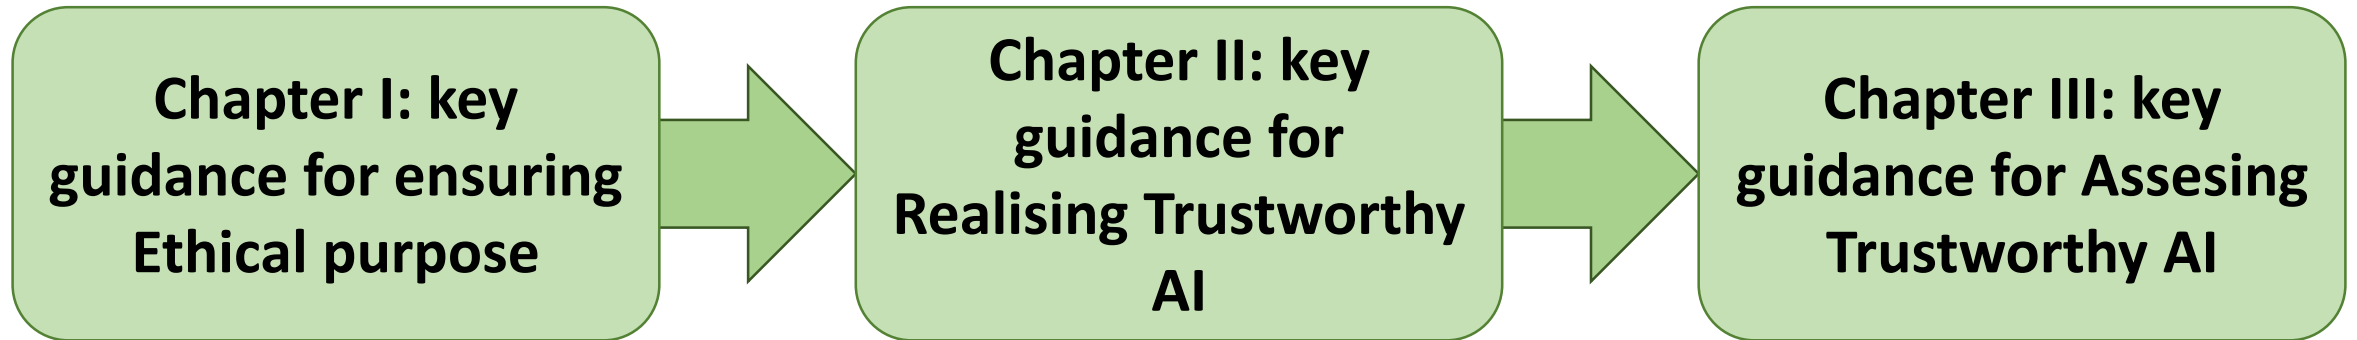 Chapter I: key
guidance for ensuring
Ethical purpose
Chapter II: key
guidance for
Realising Trustworthy
AI
Chapter III: key
guidance for Assesing
Trustworthy AI